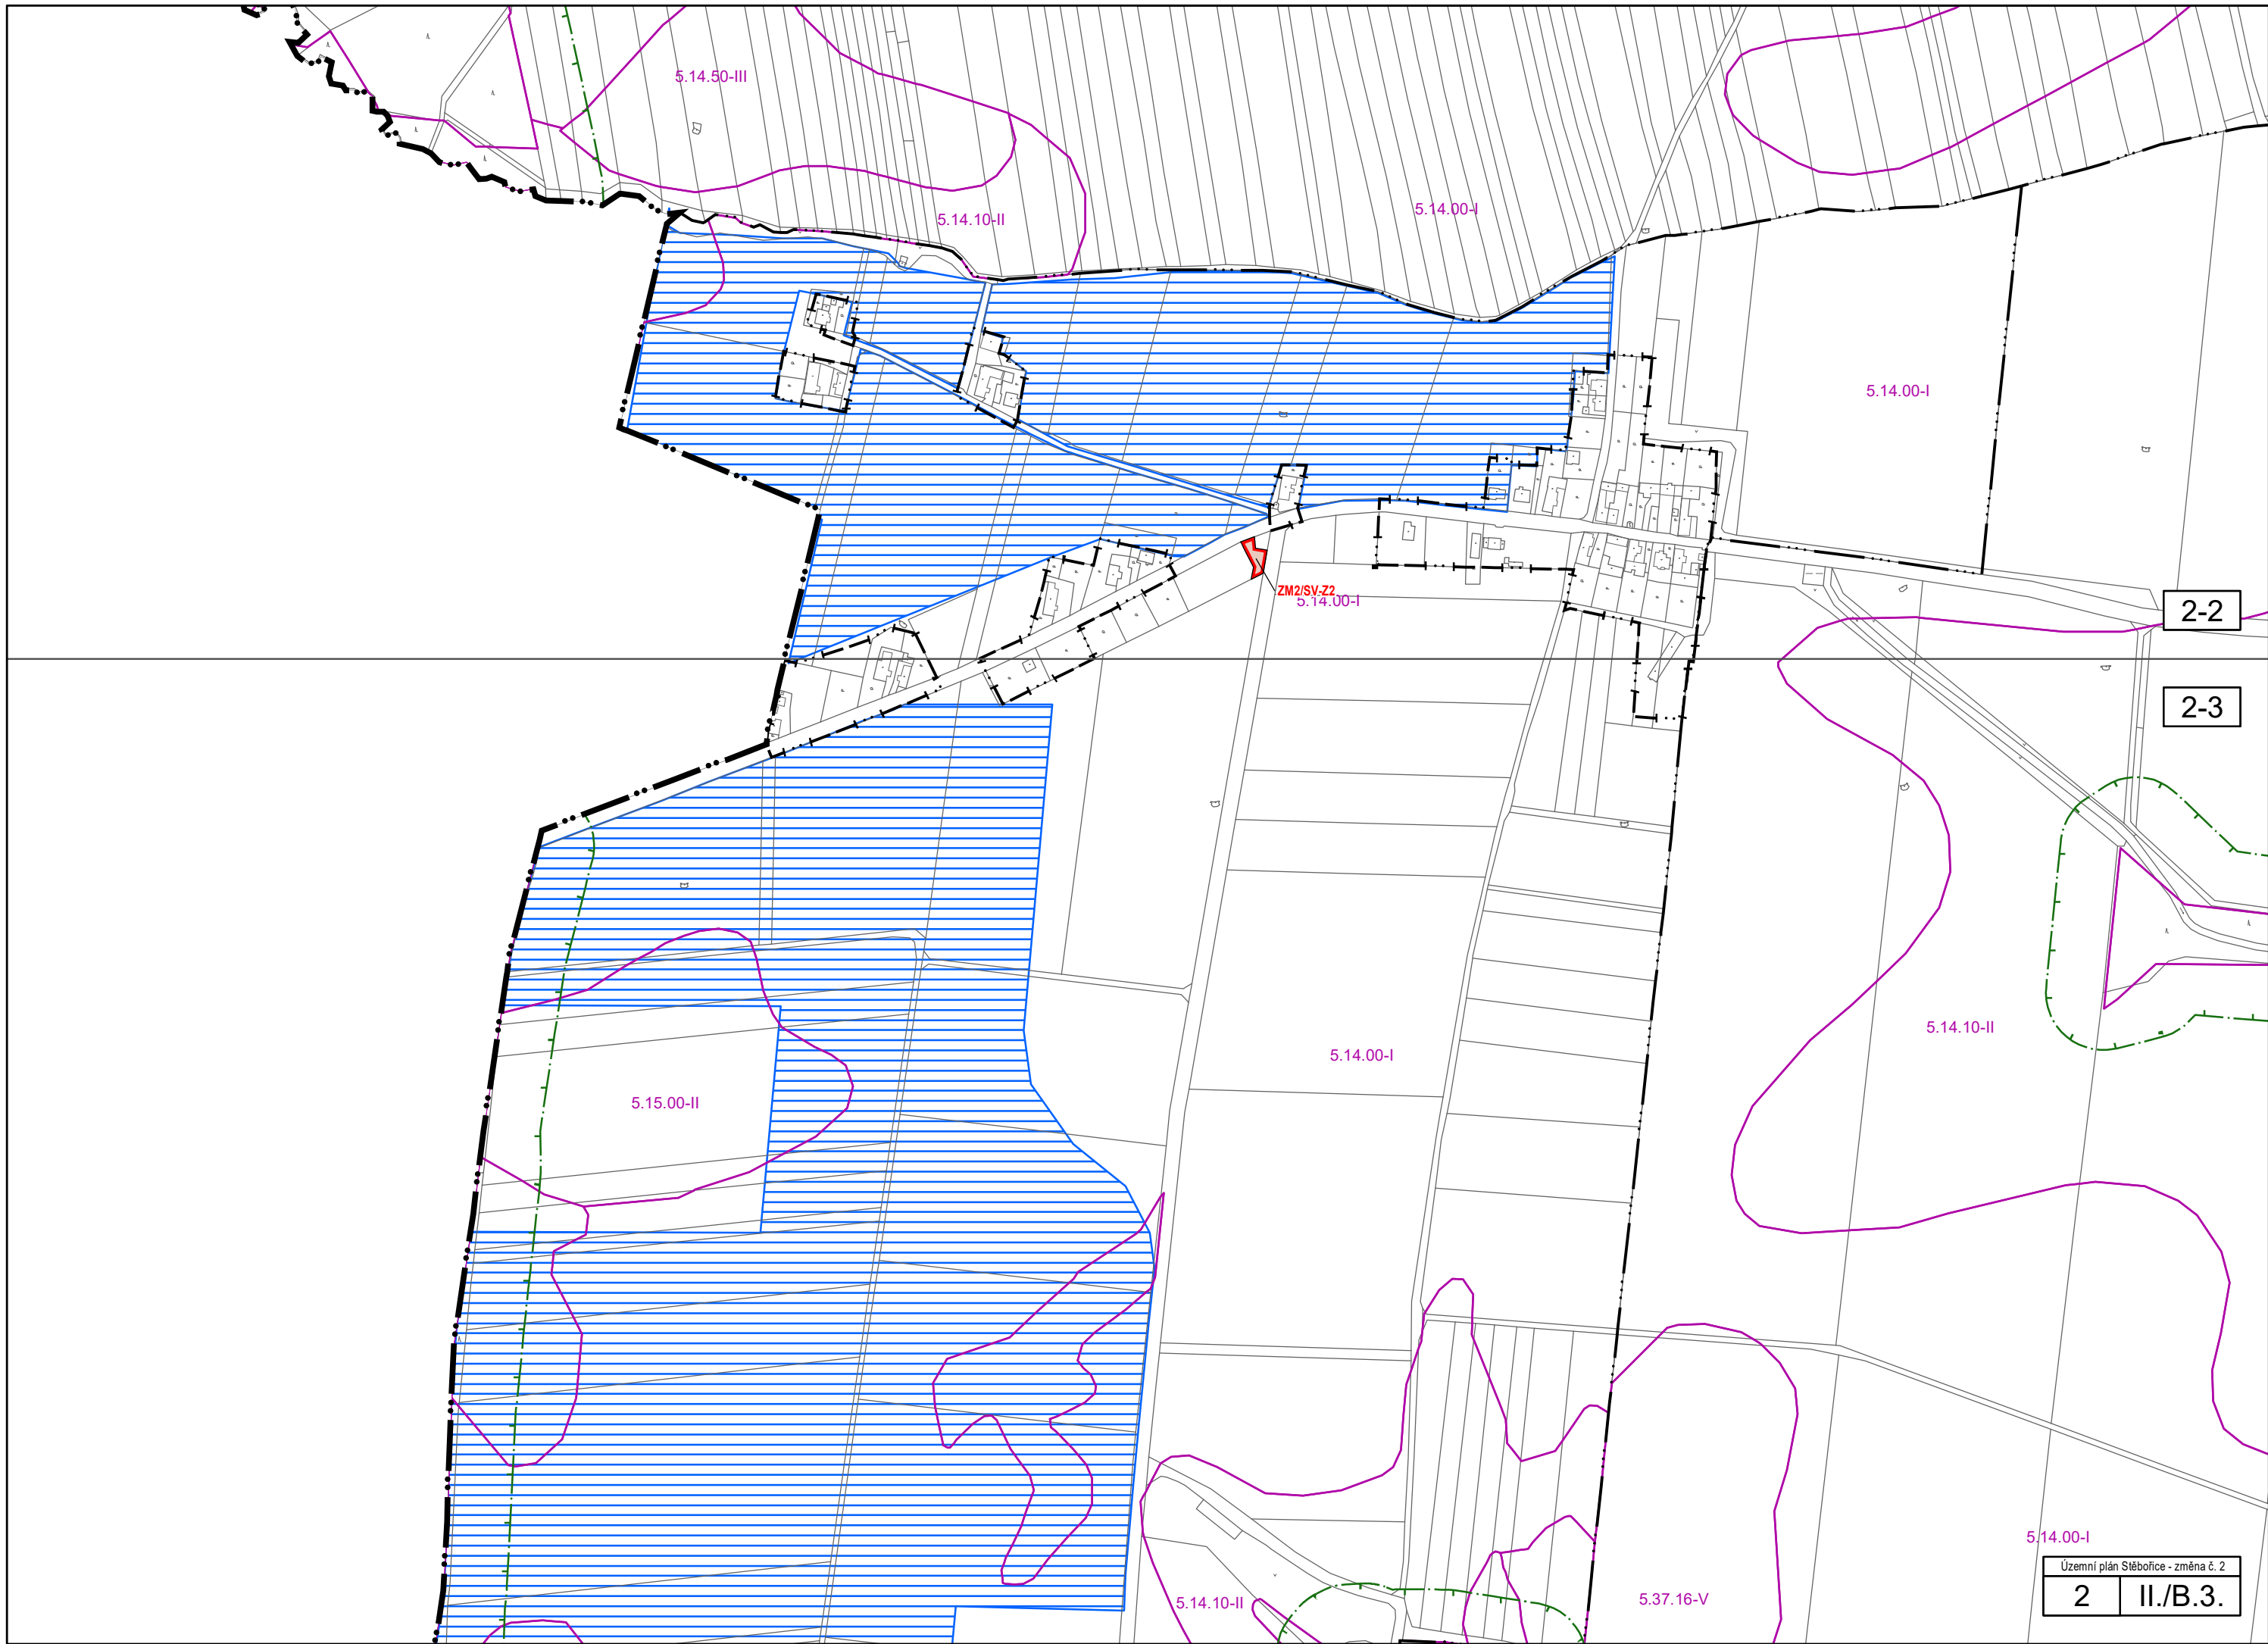 5.14.50-III
5.14.10-II
5.14.00-I
5.14.00-I
ZM2/SV-Z2
5.14.00-I
2-2
2-3
5.14.10-II
5.14.00-I
5.15.00-II
5.14.00-I
5.14.10-II
5.37.16-V
Územní plán Stěbořice - změna č. 2
2 II./B.3.